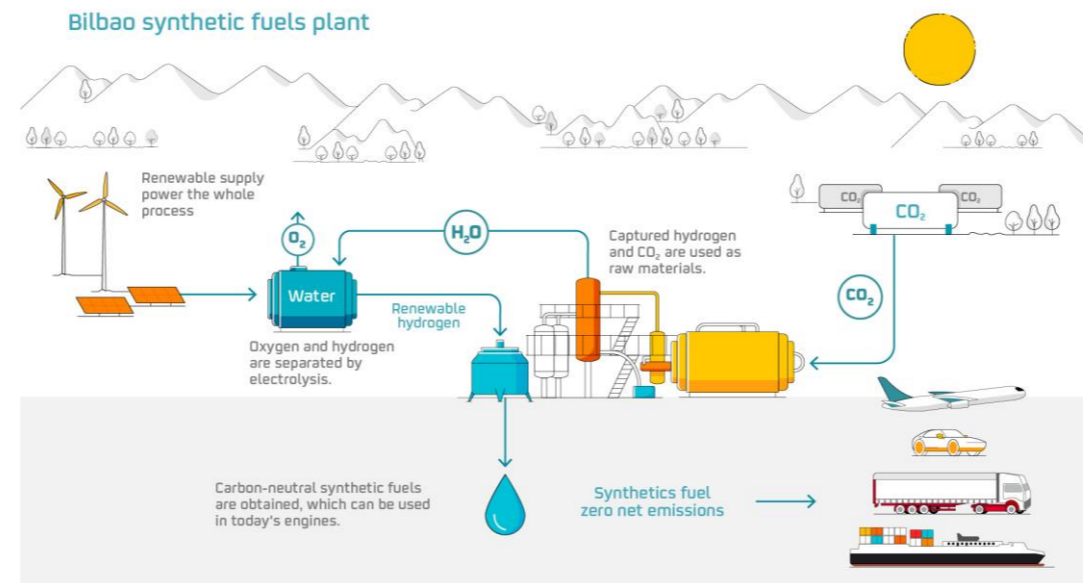 Bilbao synthetic fuels plant
Renewable supply
power the whole
process
O₂
H₂O
Captured hydrogen
and CO₂ are used as
raw materials.
CO₂
CO₂
CO₂
CO₂
Water
Renewable
hydrogen
Oxygen and hydrogen
are separated by
electrolysis.
Carbon-neutral synthetic fuels
are obtained, which can be used
in today's engines.
Synthetics fuel
zero net emissions